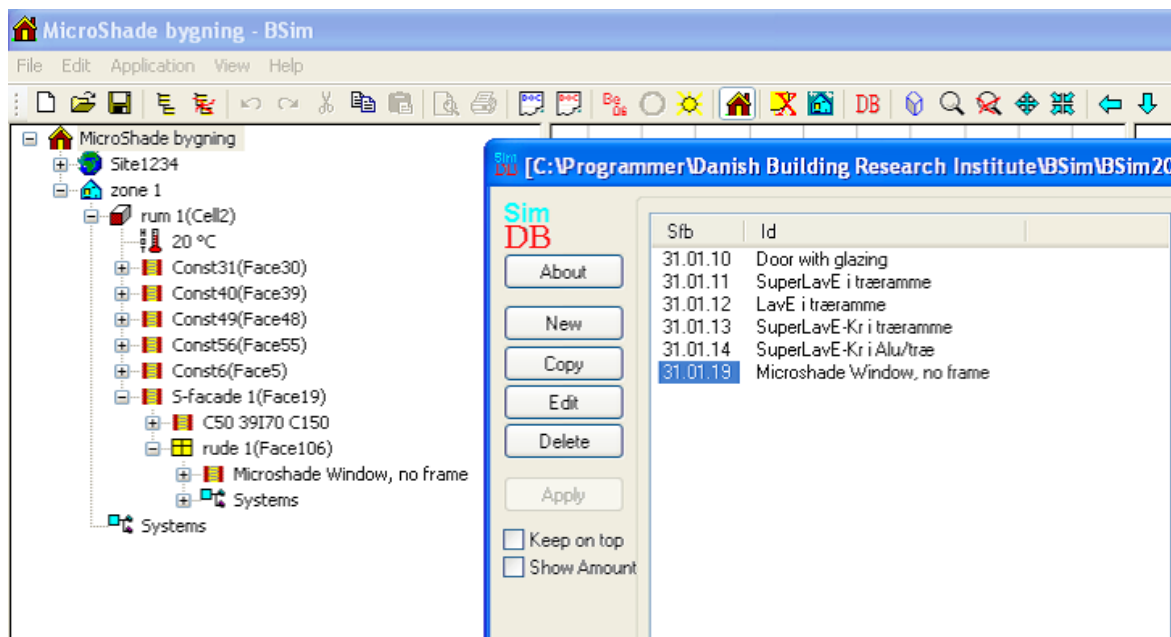 MicroShade bygning - BSim
File Edit Application View Help
DB
MicroShade bygning
Site1234
zone 1
rum 1(Cell2)
20 ºC
Const31(Face30)
Const40(Face39)
Const49(Face48)
Const56(Face55)
Const6(Face5)
S-facade 1(Face19)
C50 39I70 C150
rude 1(Face106)
Microshade Window, no frame
Systems
Systems
[C:\Programmer\Danish Building Research Institute\BSim\BSim20
Sim
DB
About
New
Copy
Edit
Delete
Apply
Keep on top
Show Amount
Sfb Id
31.01.10 Door with glazing
31.01.11 SuperLavE i træramme
31.01.12 LavE i træramme
31.01.13 SuperLavE-Kr i træramme
31.01.14 SuperLavE-Kr i Alu/træ
31.01.19 Microshade Window, no frame